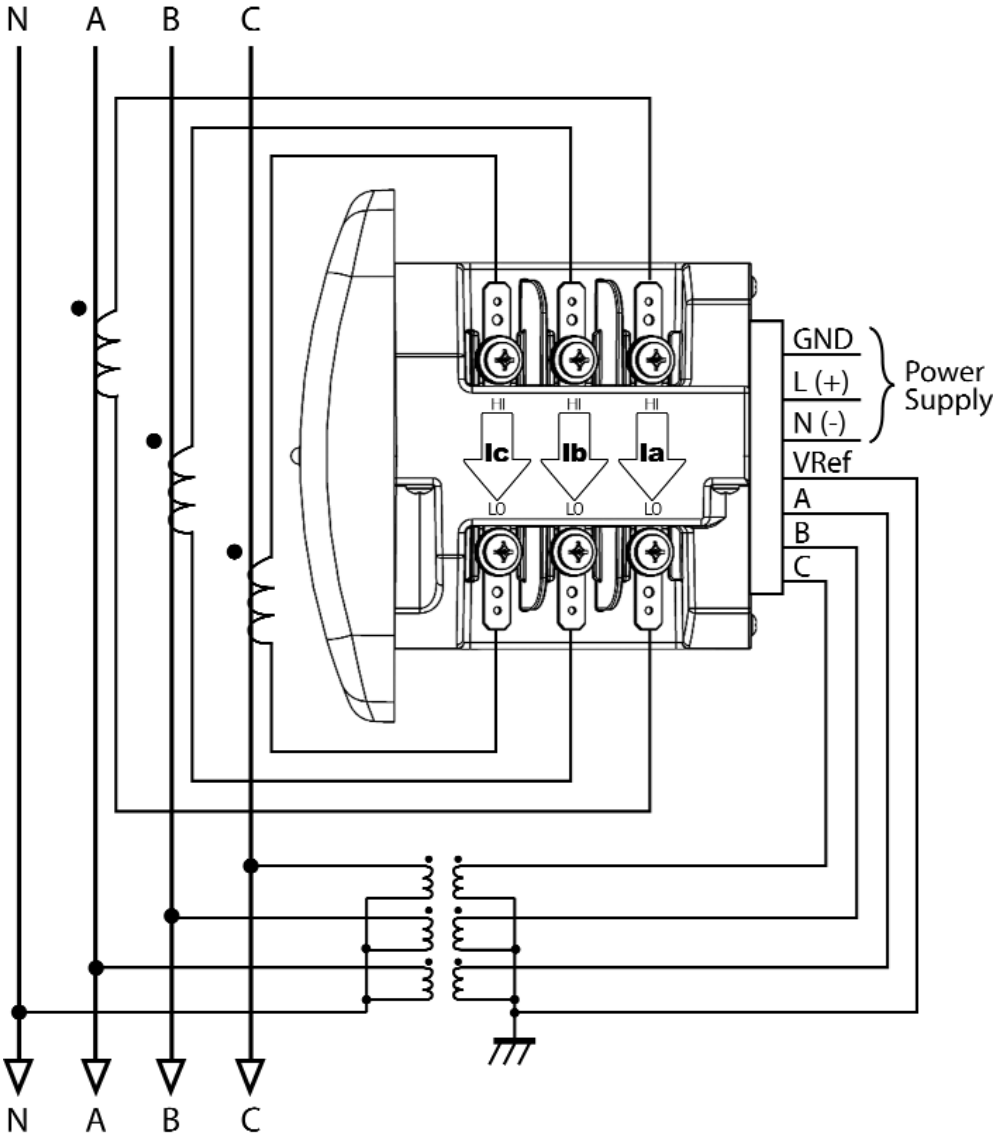 N A B C
GND
L (+)
N (-)
Power
Supply
VRef
A
B
C
HI HI HI
Ic Ib Ia
LO LO LO
N A B C